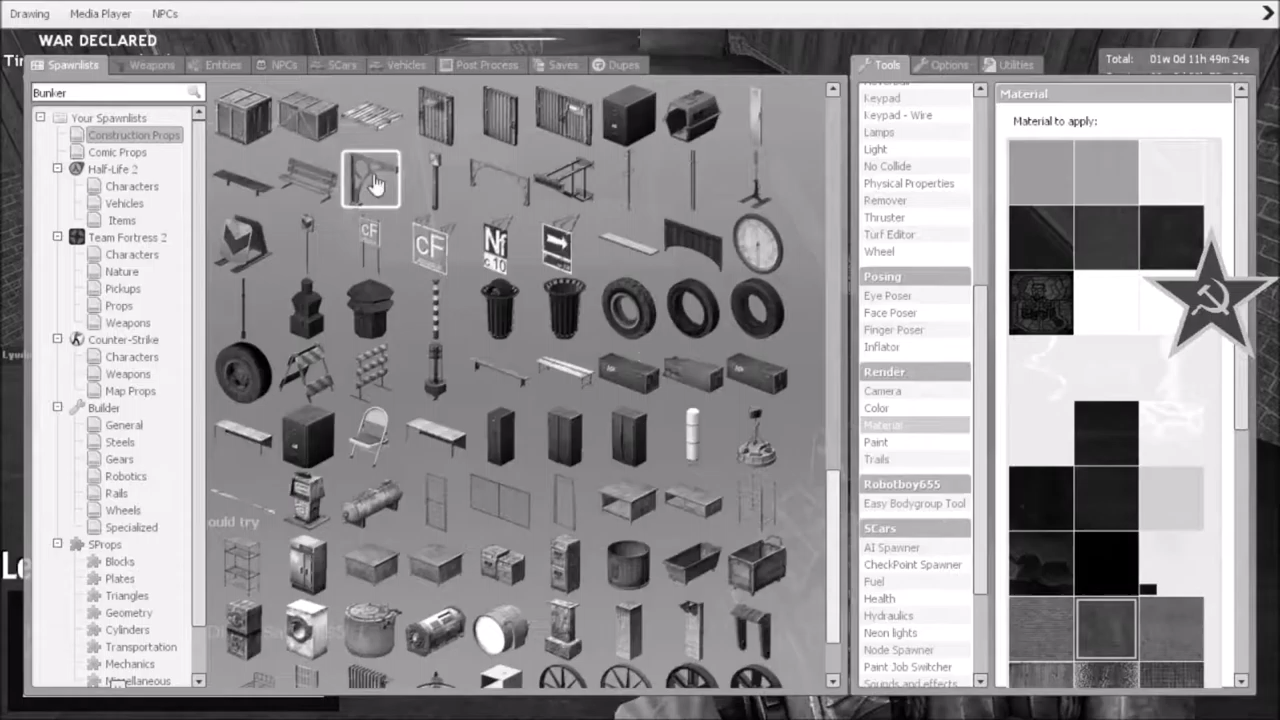 Drawing Media Player NPCs
WAR DECLARED
Total: 01w 0d 11h 49m 24s
Spawnlists Weapons Entities NPCs SCars Vehicles Post Process Saves Dupes
Tools Options Utilities
Bunker
Your Spawnlists
Construction Props
Comic Props
Half-Life 2
Characters
Vehicles
Items
Team Fortress 2
Characters
Nature
Pickups
Props
Weapons
Counter-Strike
Characters
Weapons
Map Props
Builder
General
Steels
Gears
Robotics
Rails
Wheels
Specialized
SProps
Blocks
Plates
Triangles
Geometry
Cylinders
Transportation
Mechanics
Miscellaneous
cF
cF
Nf
c.10
ould try
Keypad
Keypad - Wire
Lamps
Light
No Collide
Physical Properties
Remover
Thruster
Turf Editor
Wheel
Posing
Eye Poser
Face Poser
Finger Poser
Inflator
Render
Camera
Color
Material
Paint
Trails
Robotboy655
Easy Bodygroup Tool
SCars
AI Spawner
CheckPoint Spawner
Fuel
Health
Hydraulics
Neon lights
Node Spawner
Paint Job Switcher
Sounds and effects
Material
Material to apply: